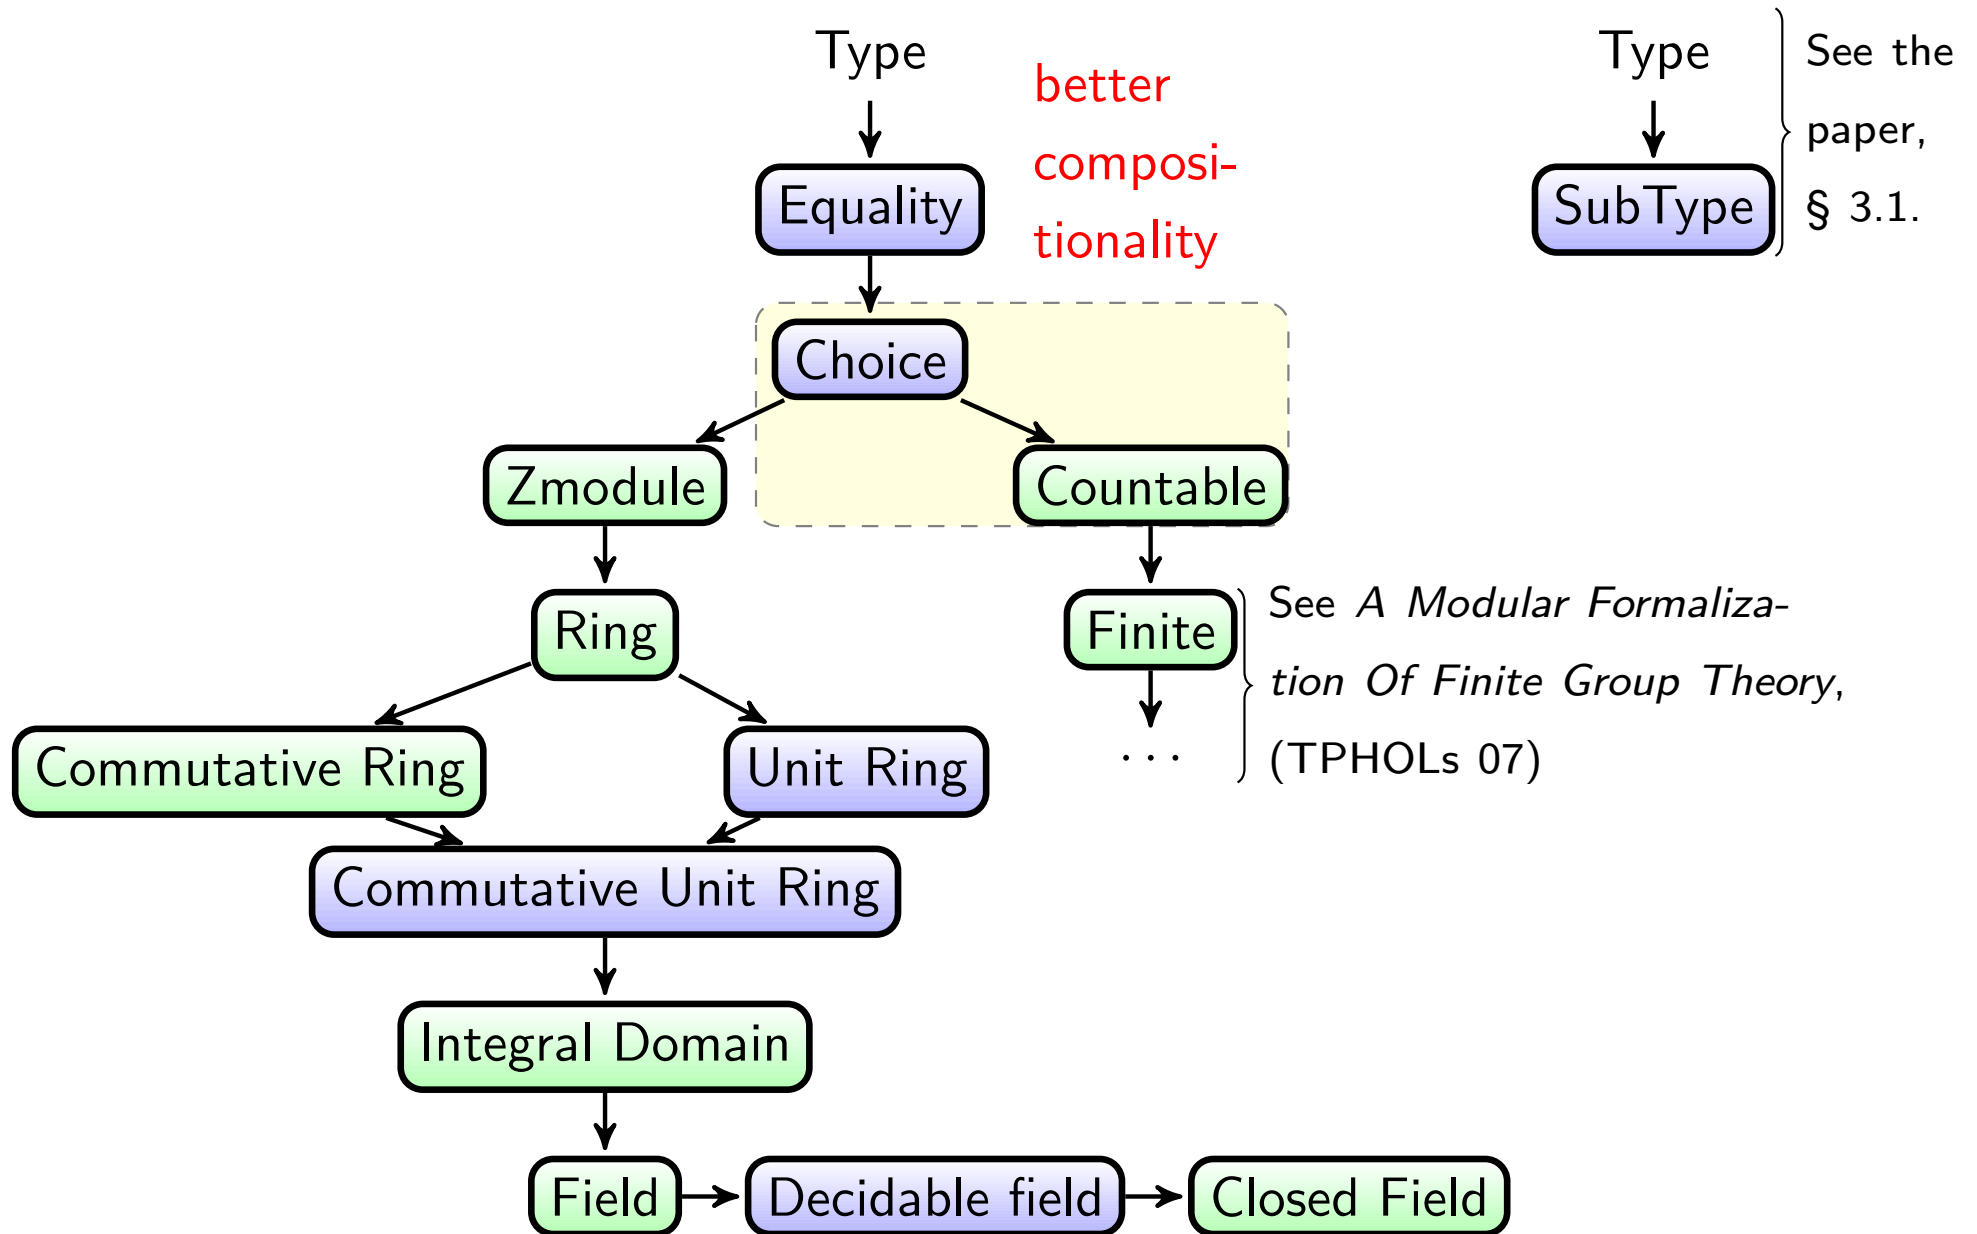 Type
better
composi-
tionality
Equality
Type
SubType
See the
paper,
§ 3.1.
Choice
Zmodule
Countable
Ring
Finite
See A Modular Formaliza-
tion Of Finite Group Theory,
(TPHOLs 07)
Commutative Ring
Unit Ring
· · ·
Commutative Unit Ring
Integral Domain
Field
Decidable field
Closed Field